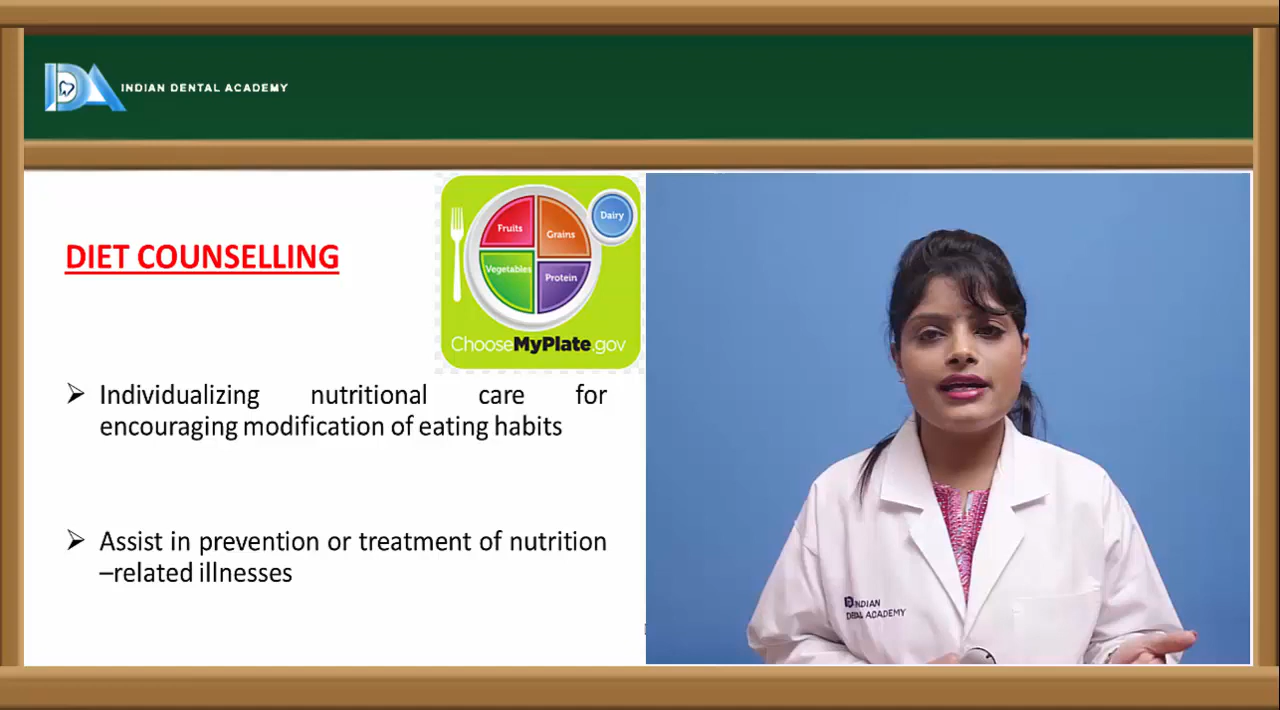 INDIAN DENTAL ACADEMY
DIET COUNSELLING
Fruits
Grains
Dairy
Vegetables
Protein
ChooseMyPlate.gov
➢ Individualizing nutritional care for
encouraging modification of eating habits
➢ Assist in prevention or treatment of nutrition
–related illnesses
INDIAN
DENTAL ACADEMY